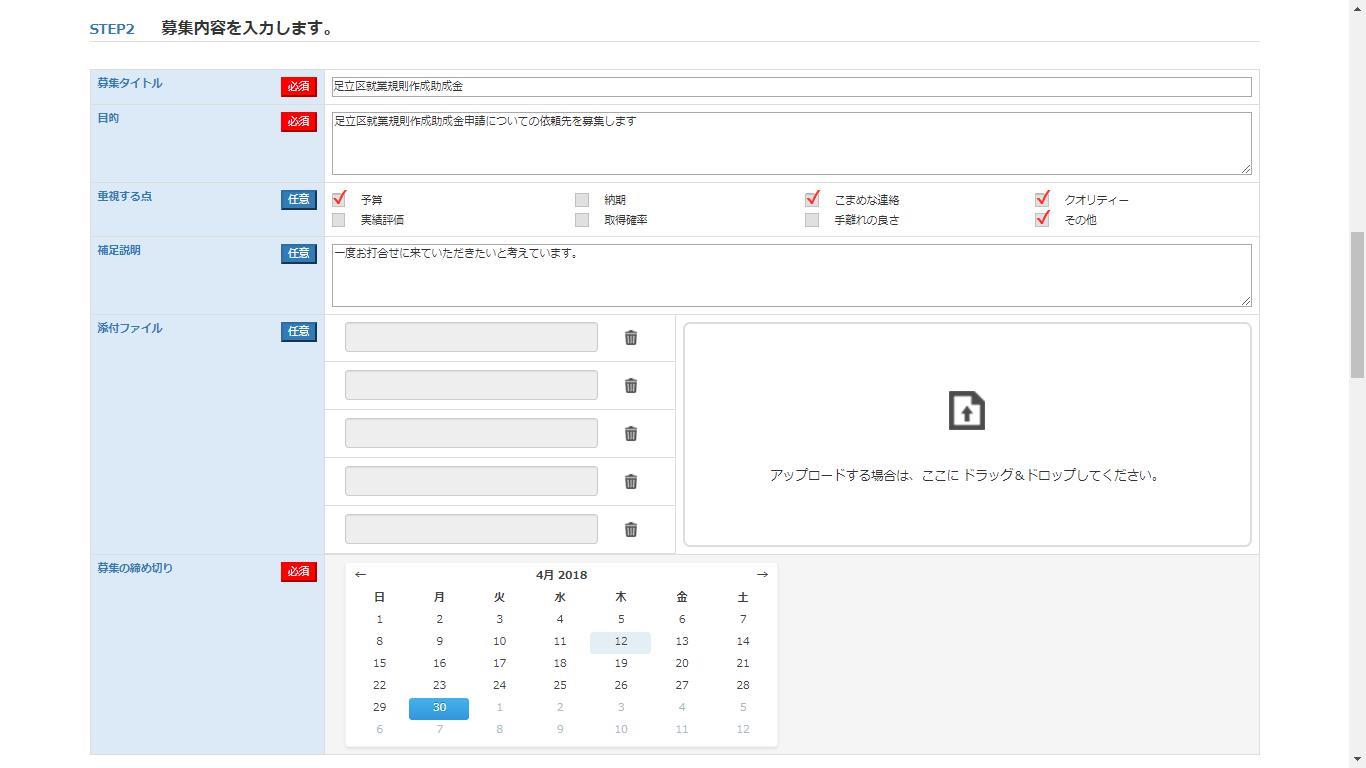 STEP2 募集内容を入力します。
募集タイトル 必須 足立区就業規則作成助成金
目的 必須 足立区就業規則作成助成金申請についての依頼先を募集します
重視する点 任意 予算 納期 こまめな連絡 クオリティー
実績評価 取得確率 手離れの良さ その他
補足説明 任意 一度お打合せに来ていただきたいと考えています。
添付ファイル 任意
アップロードする場合は、ここに ドラッグ＆ドロップしてください。
募集の締め切り 必須
← 4月 2018 →
日 月 火 水 木 金 土
1 2 3 4 5 6 7
8 9 10 11 12 13 14
15 16 17 18 19 20 21
22 23 24 25 26 27 28
29 30 1 2 3 4 5
6 7 8 9 10 11 12